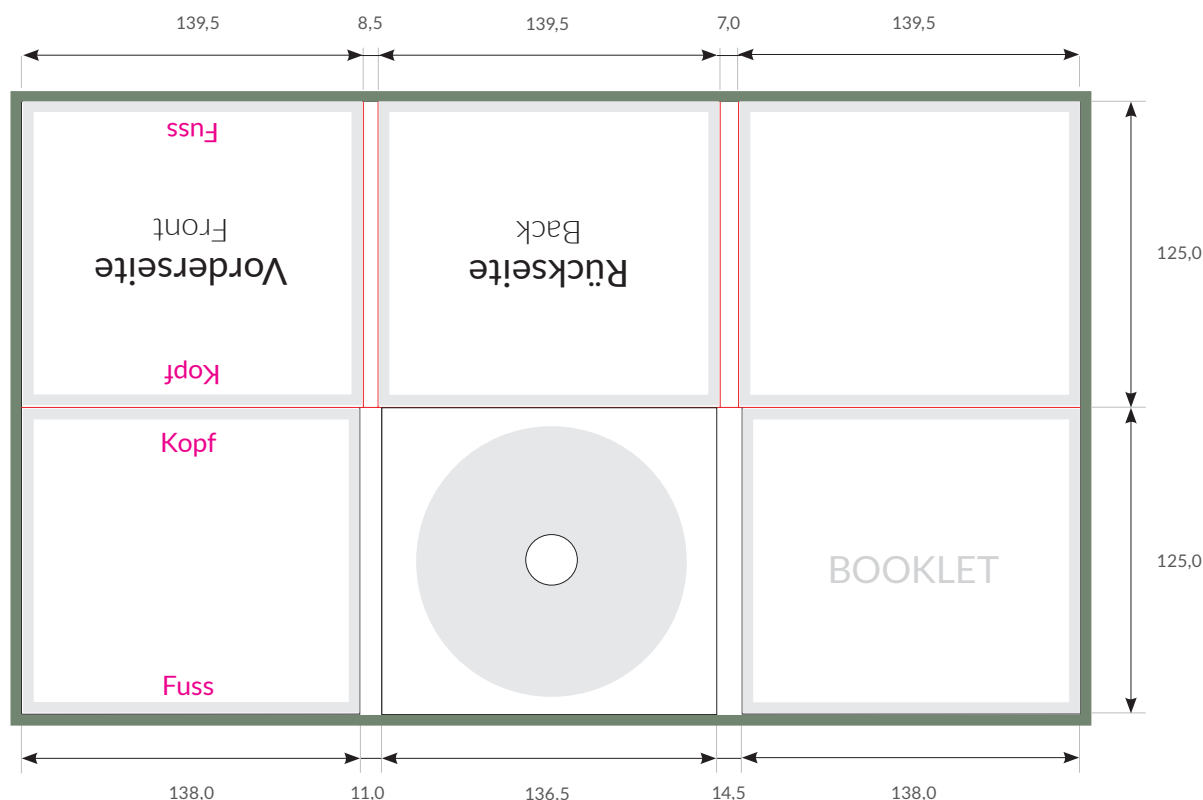 139,5
8,5
139,5
7,0
139,5
Fuss
Front
Vorderseite
Kopf
Back
Rückseite
125,0
Kopf
Fuss
BOOKLET
125,0
138,0
11,0
136,5
14,5
138,0